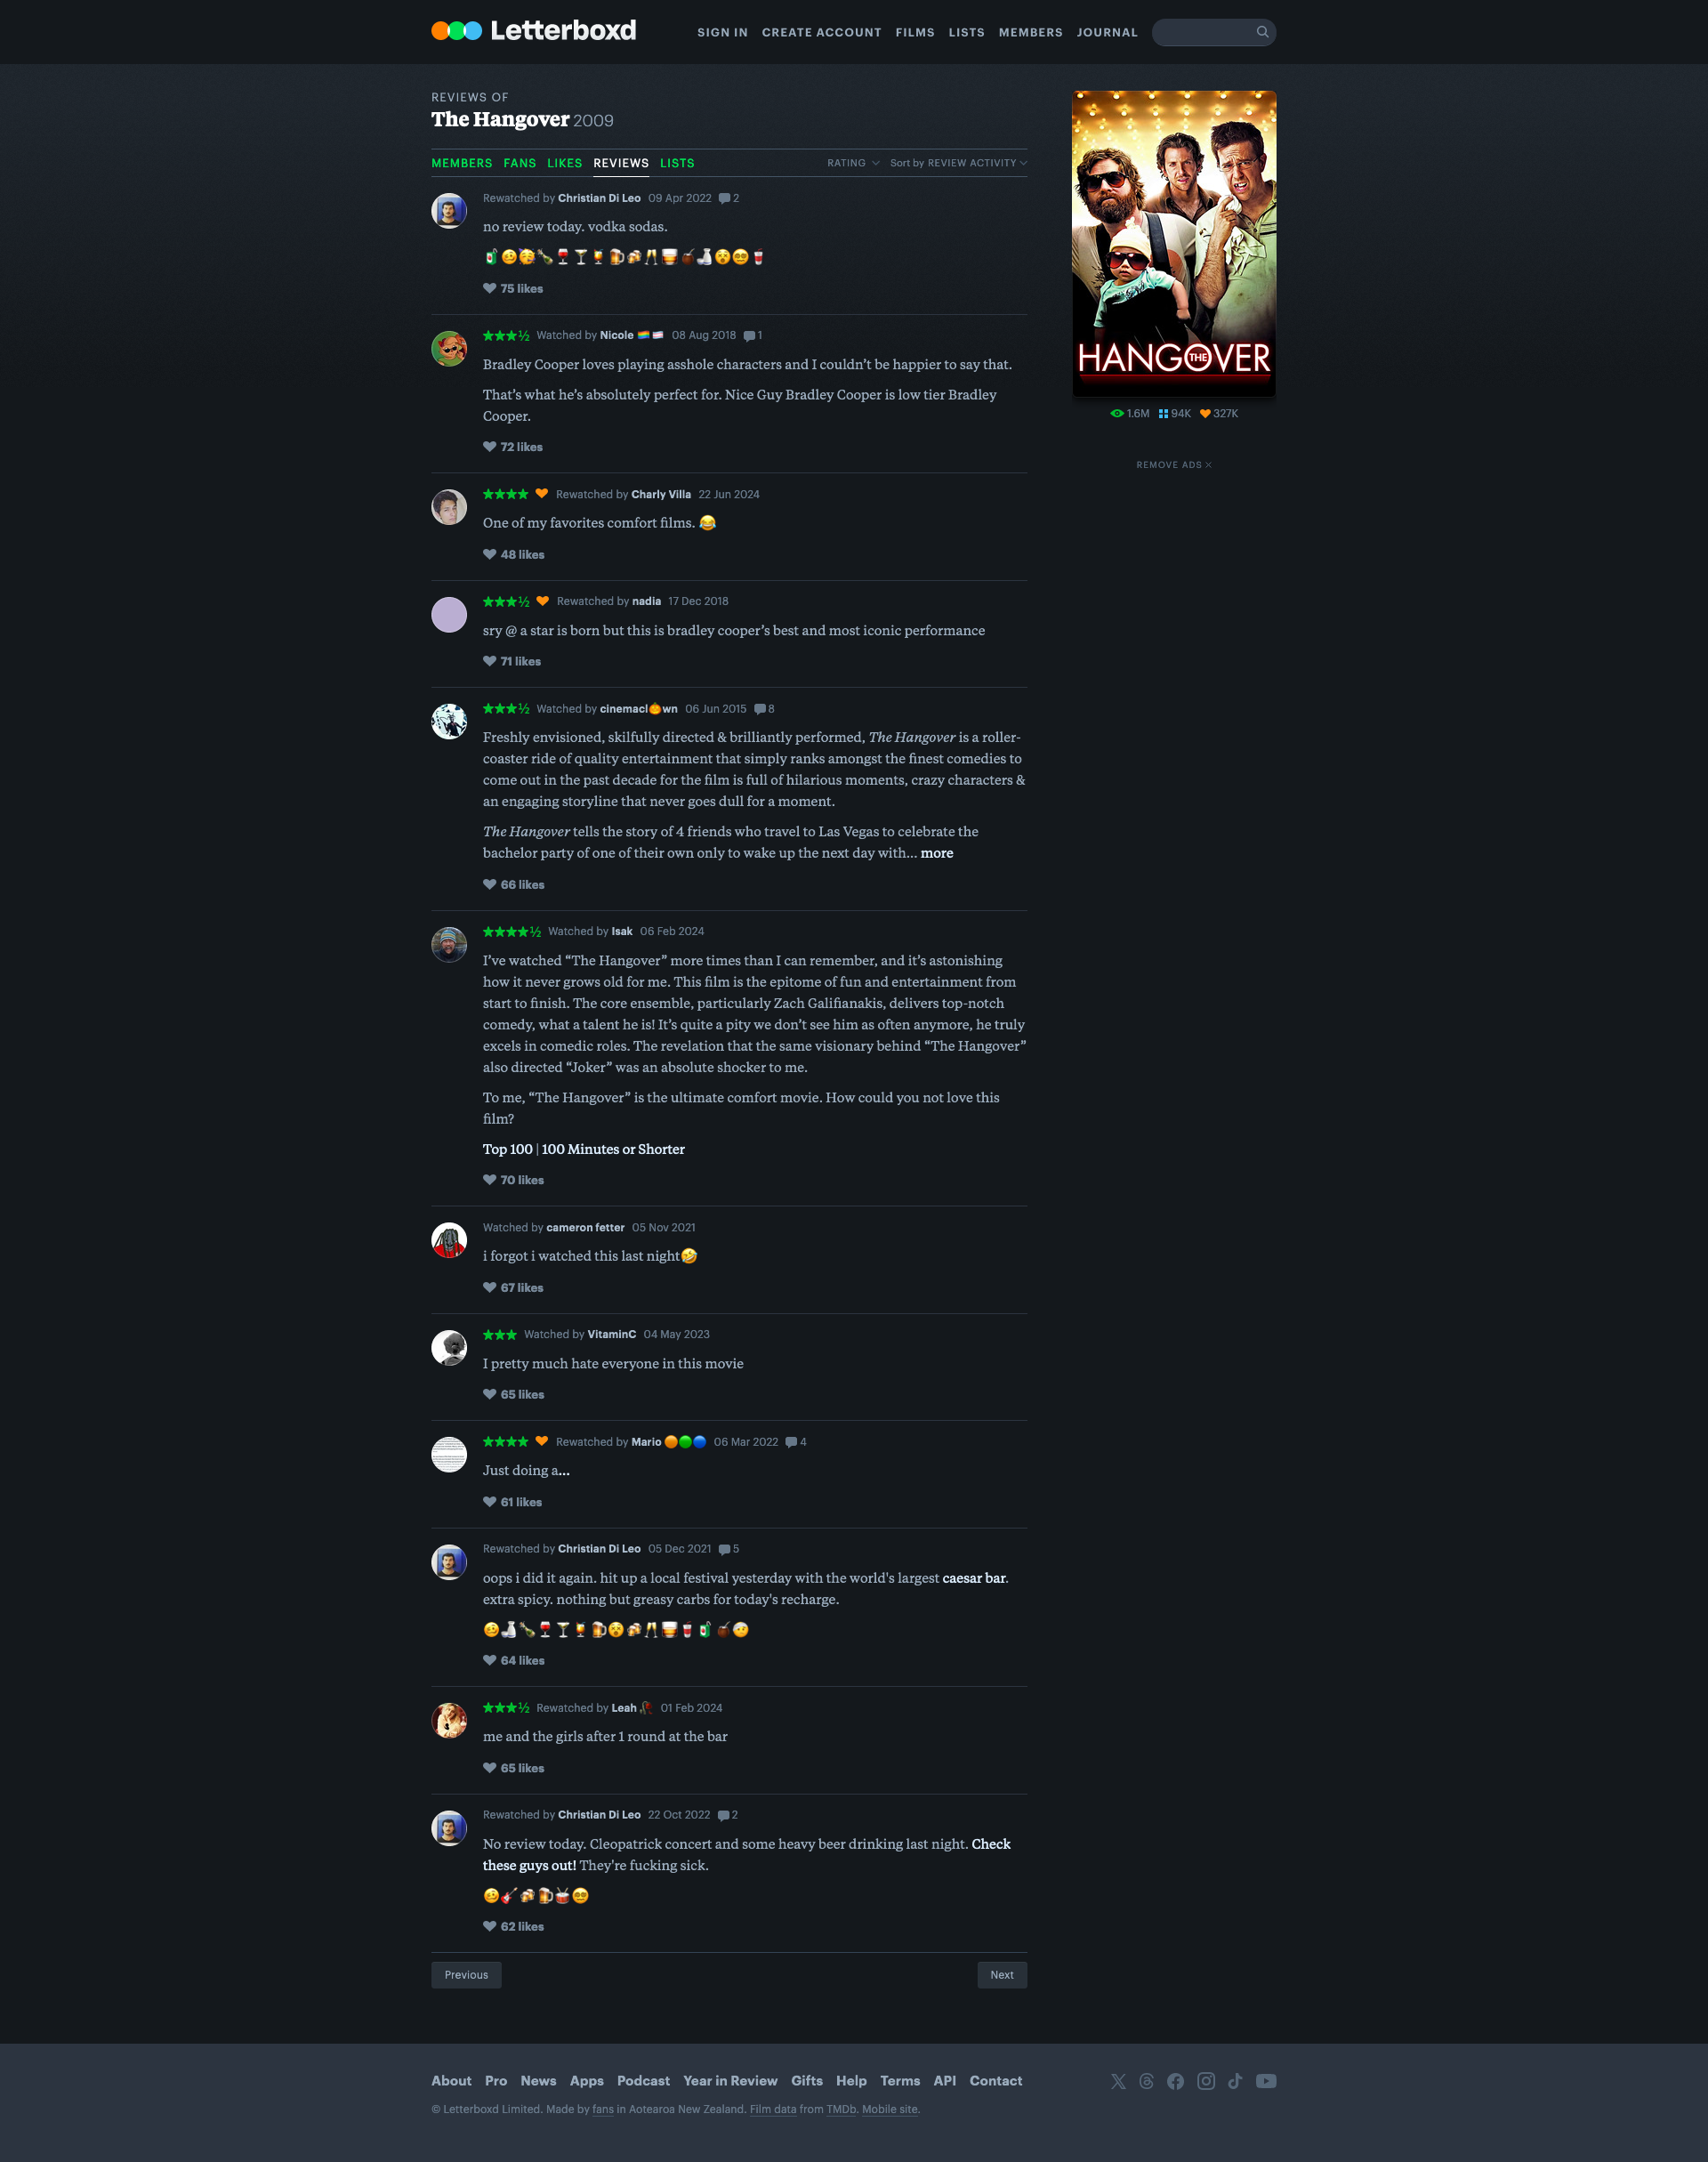 Letterboxd
SIGN IN CREATE ACCOUNT FILMS LISTS MEMBERS JOURNAL
REVIEWS OF
The Hangover 2009
MEMBERS FANS LIKES REVIEWS LISTS RATING Sort by REVIEW ACTIVITY
Rewatched by Christian Di Leo 09 Apr 2022 2
no review today. vodka sodas.
75 likes
★★★½ Watched by Nicole 08 Aug 2018 1
Bradley Cooper loves playing asshole characters and I couldn’t be happier to say that.
That’s what he’s absolutely perfect for. Nice Guy Bradley Cooper is low tier Bradley
Cooper.
72 likes
★★★★ Rewatched by Charly Villa 22 Jun 2024
One of my favorites comfort films. 😂
48 likes
★★★½ Rewatched by nadia 17 Dec 2018
sry @ a star is born but this is bradley cooper’s best and most iconic performance
71 likes
★★★½ Watched by cinemacl🎃wn 06 Jun 2015 8
Freshly envisioned, skilfully directed & brilliantly performed, The Hangover is a roller-
coaster ride of quality entertainment that simply ranks amongst the finest comedies to
come out in the past decade for the film is full of hilarious moments, crazy characters &
an engaging storyline that never goes dull for a moment.
The Hangover tells the story of 4 friends who travel to Las Vegas to celebrate the
bachelor party of one of their own only to wake up the next day with... more
66 likes
★★★★½ Watched by Isak 06 Feb 2024
I’ve watched “The Hangover” more times than I can remember, and it’s astonishing
how it never grows old for me. This film is the epitome of fun and entertainment from
start to finish. The core ensemble, particularly Zach Galifianakis, delivers top-notch
comedy, what a talent he is! It’s quite a pity we don’t see him as often anymore, he truly
excels in comedic roles. The revelation that the same visionary behind “The Hangover”
also directed “Joker” was an absolute shocker to me.
To me, “The Hangover” is the ultimate comfort movie. How could you not love this
film?
Top 100 | 100 Minutes or Shorter
70 likes
Watched by cameron fetter 05 Nov 2021
i forgot i watched this last night🤣
67 likes
★★★ Watched by VitaminC 04 May 2023
I pretty much hate everyone in this movie
65 likes
★★★★ Rewatched by Mario 🟠🟢🔵 06 Mar 2022 4
Just doing a...
61 likes
Rewatched by Christian Di Leo 05 Dec 2021 5
oops i did it again. hit up a local festival yesterday with the world's largest caesar bar.
extra spicy. nothing but greasy carbs for today's recharge.
64 likes
★★★½ Rewatched by Leah 01 Feb 2024
me and the girls after 1 round at the bar
65 likes
Rewatched by Christian Di Leo 22 Oct 2022 2
No review today. Cleopatrick concert and some heavy beer drinking last night. Check
these guys out! They're fucking sick.
62 likes
Previous Next
THE HANGOVER
1.6M 94K 327K
REMOVE ADS
About Pro News Apps Podcast Year in Review Gifts Help Terms API Contact
© Letterboxd Limited. Made by fans in Aotearoa New Zealand. Film data from TMDb. Mobile site.